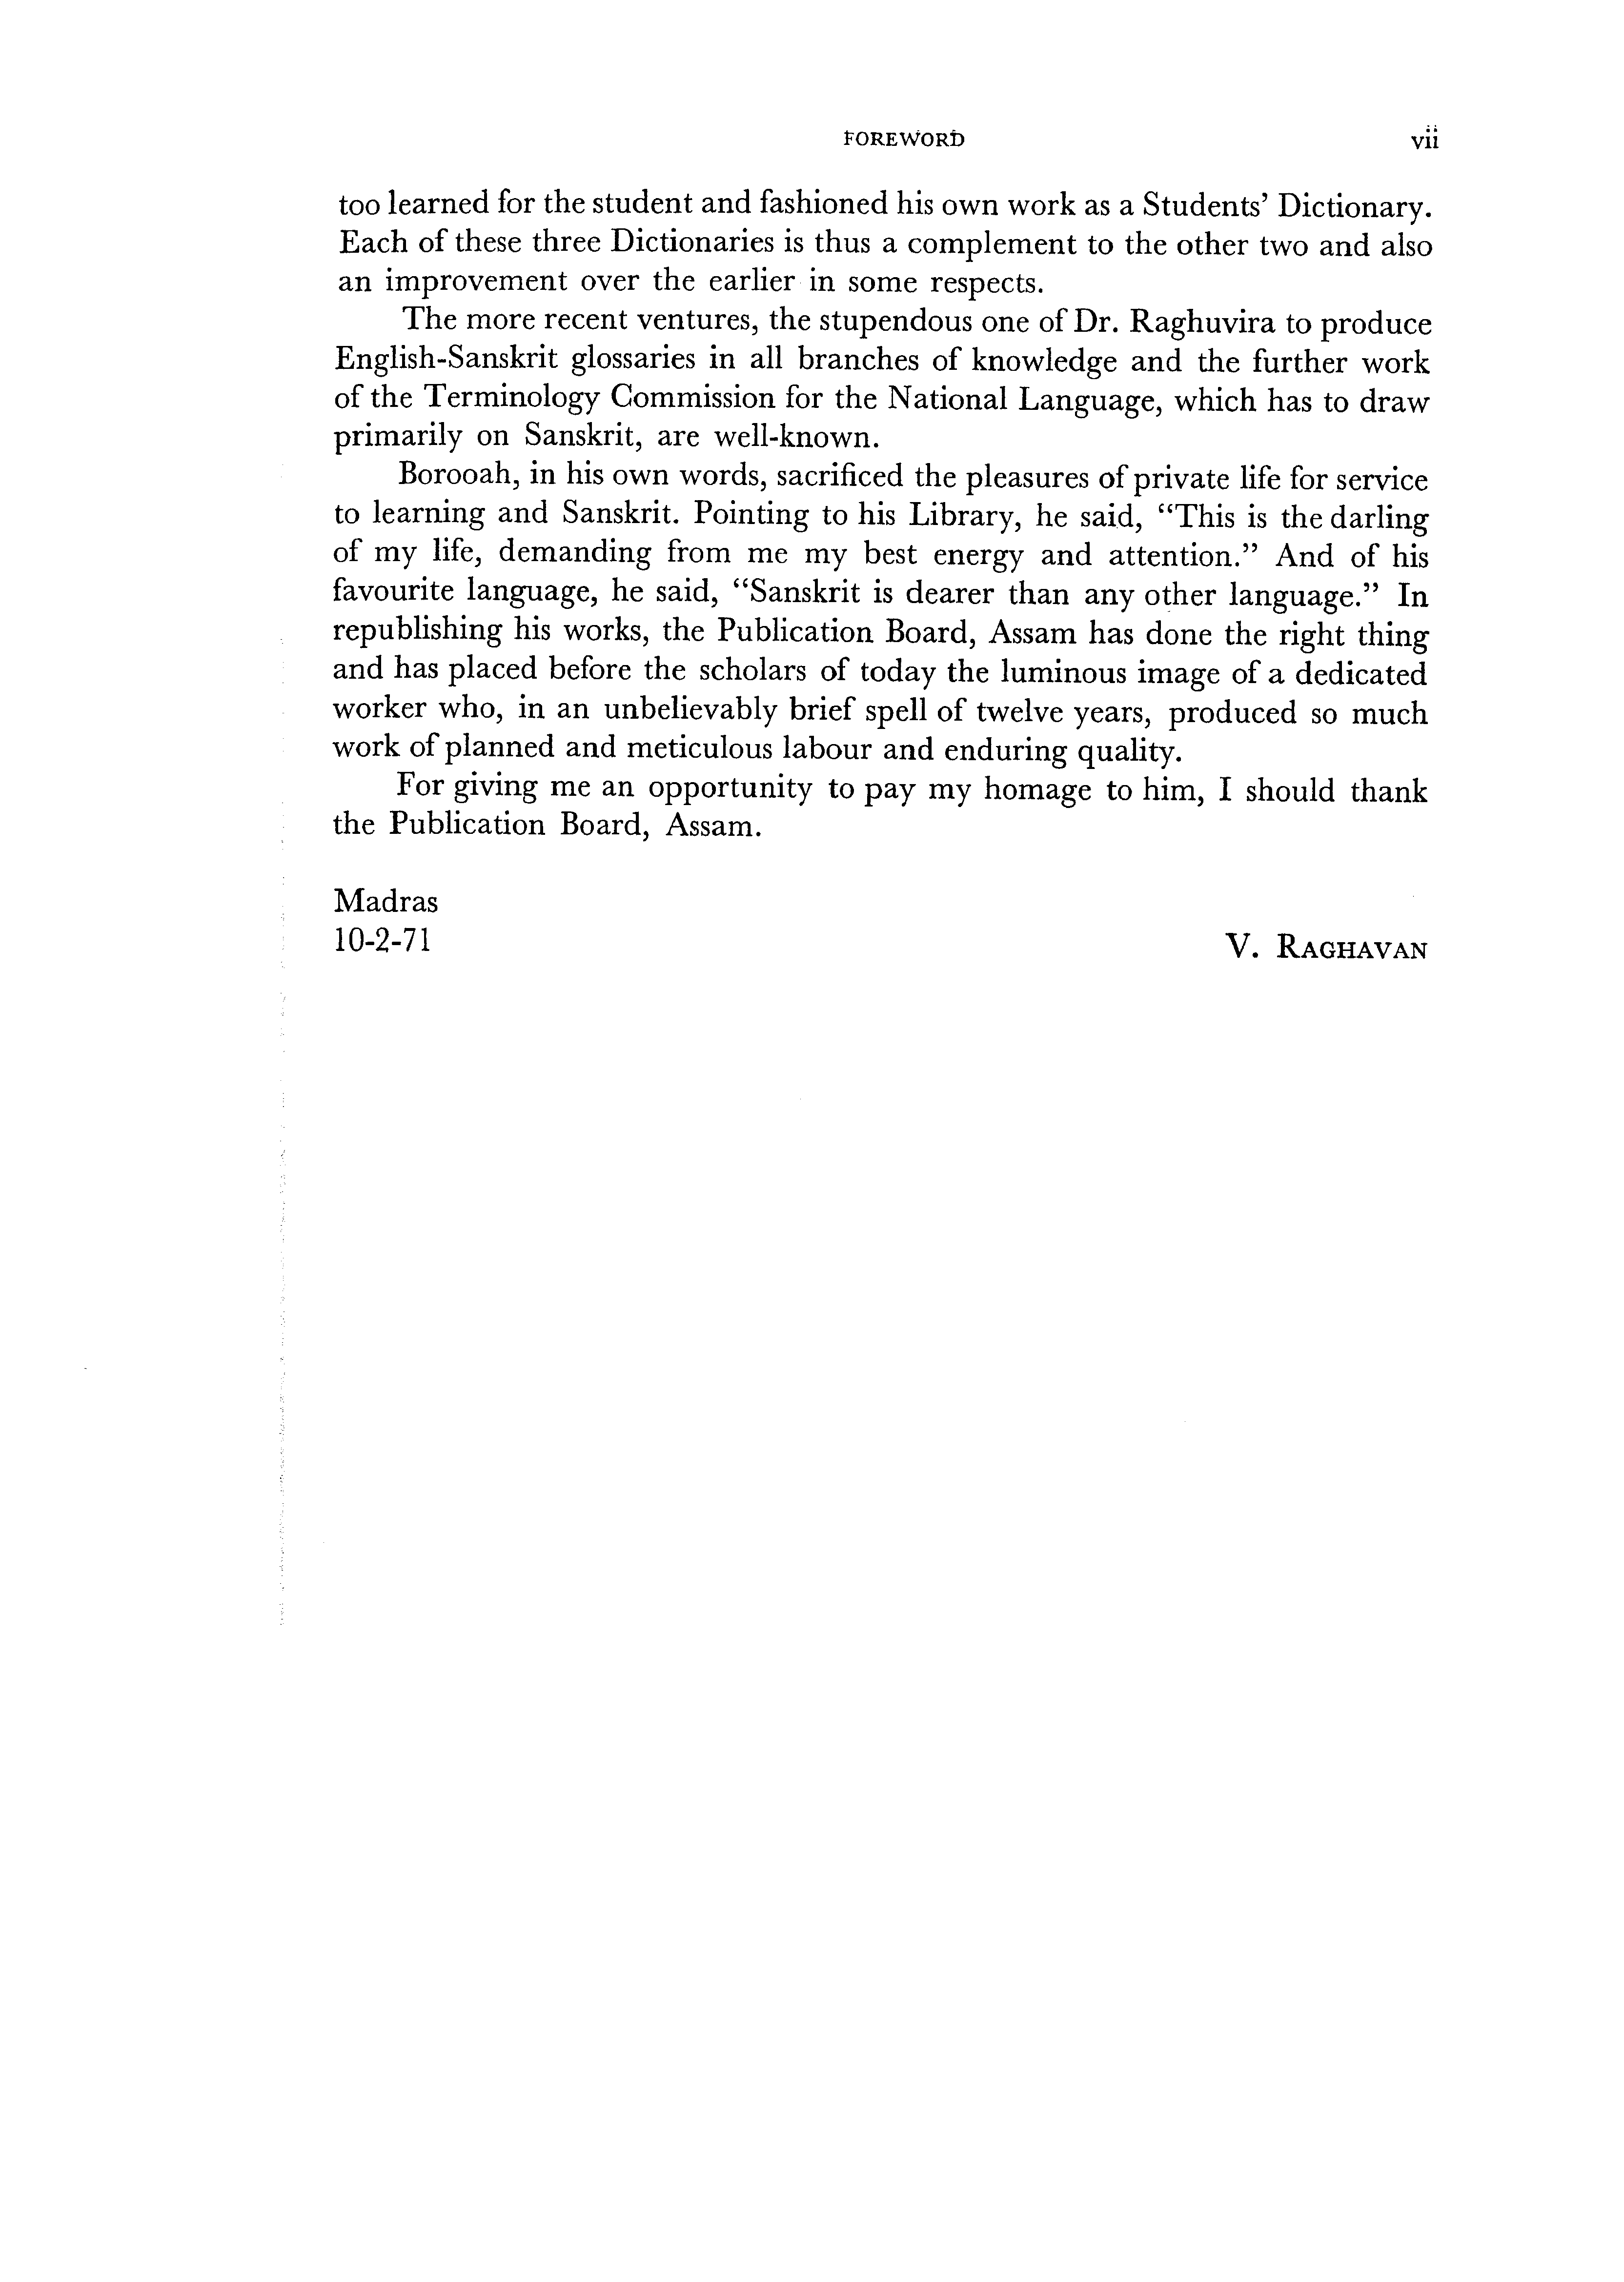 FOREWORD vii
too learned for the student and fashioned his own work as a Students’ Dictionary.
Each of these three Dictionaries is thus a complement to the other two and also
an improvement over the earlier in some respects.
The more recent ventures, the stupendous one of Dr. Raghuvira to produce
English-Sanskrit glossaries in all branches of knowledge and the further work
of the Terminology Commission for the National Language, which has to draw
primarily on Sanskrit, are well-known.
Borooah, in his own words, sacrificed the pleasures of private life for service
to learning and Sanskrit. Pointing to his Library, he said, “This is the darling
of my life, demanding from me my best energy and attention.” And of his
favourite language, he said, “Sanskrit is dearer than any other language.” In
republishing his works, the Publication Board, Assam has done the right thing
and has placed before the scholars of today the luminous image of a dedicated
worker who, in an unbelievably brief spell of twelve years, produced so much
work of planned and meticulous labour and enduring quality.
For giving me an opportunity to pay my homage to him, I should thank
the Publication Board, Assam.
Madras
10-2-71 V. RAGHAVAN